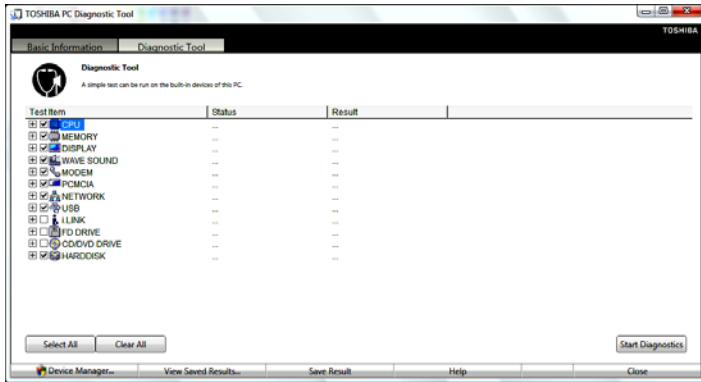 TOSHIBA PC Diagnostic Tool
TOSHIBA
Basic Information Diagnostic Tool
Diagnostic Tool
A simple test can be run on the built-in devices of this PC.
Test Item Status Result
CPU ... ...
MEMORY ... ...
DISPLAY ... ...
WAVE SOUND ... ...
MODEM ... ...
PCMCIA ... ...
NETWORK ... ...
USB ... ...
i.LINK ... ...
FD DRIVE ... ...
CD/DVD DRIVE ... ...
HARDDISK ... ...
Select All Clear All Start Diagnostics
Device Manager... View Saved Results... Save Result Help Close